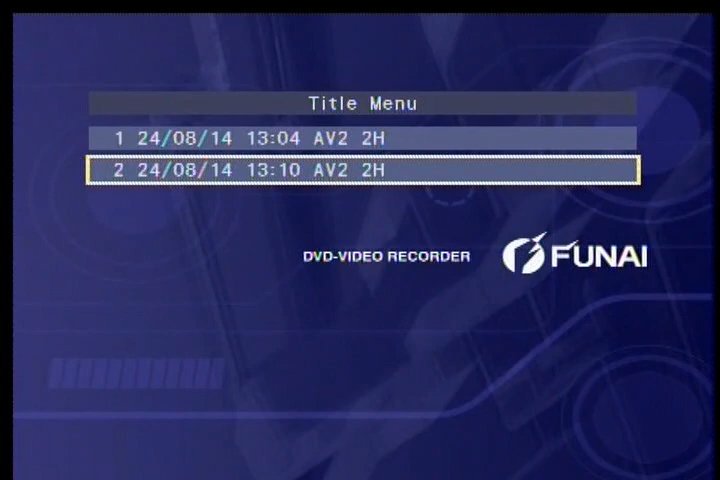 Title Menu
1 24/08/14 13:04 AV2 2H
2 24/08/14 13:10 AV2 2H
DVD-VIDEO RECORDER FUNAI